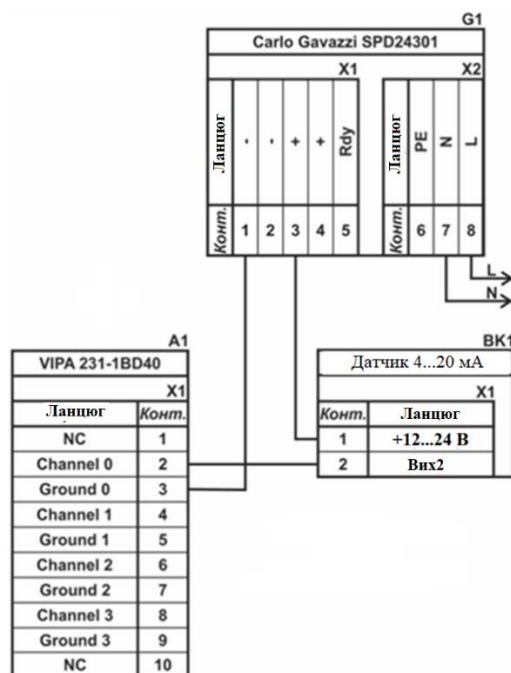 G1
Carlo Gavazzi SPD24301
X1
X2
Ланцюг
-
-
+
+
Rdy
Ланцюг
PE
N
L
Конт.
1
2
3
4
5
Конт.
6
7
8
L
N
A1
VIPA 231-1BD40
X1
Ланцюг Конт.
NC 1
Channel 0 2
Ground 0 3
Channel 1 4
Ground 1 5
Channel 2 6
Ground 2 7
Channel 3 8
Ground 3 9
NC 10
BK1
Датчик 4...20 мА
X1
Конт. Ланцюг
1 +12...24 В
2 Вих2